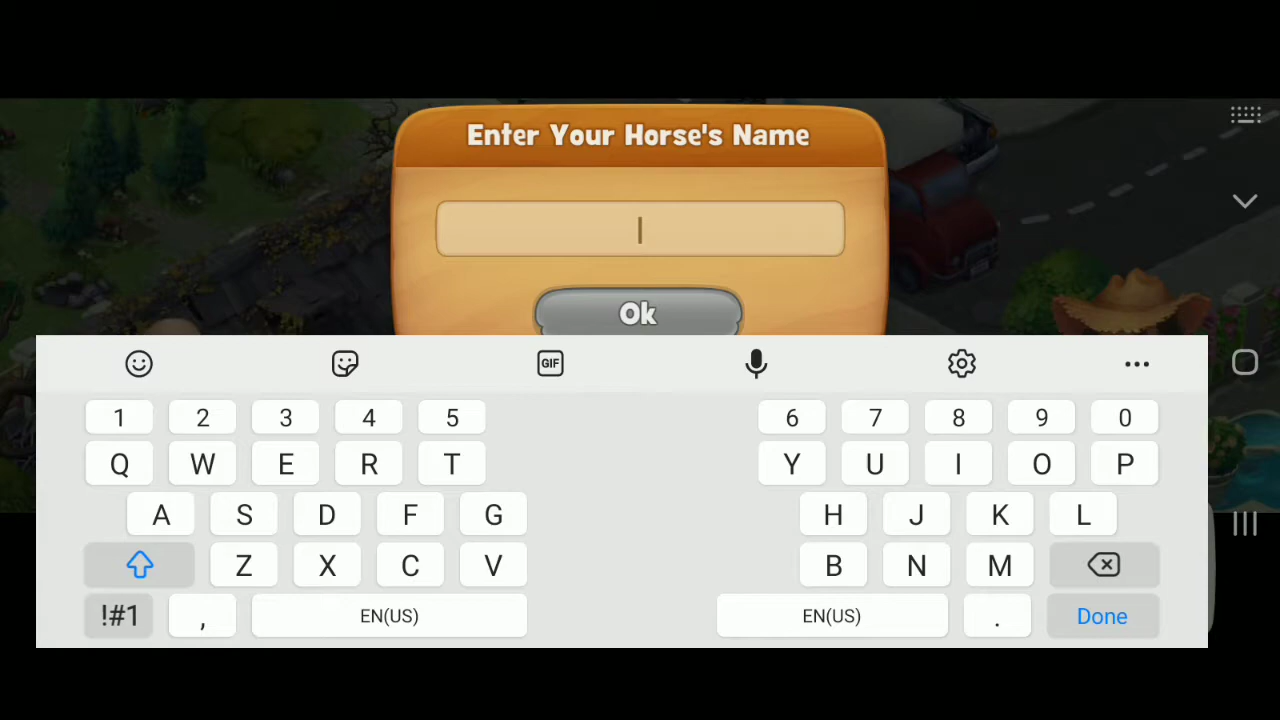 Enter Your Horse's Name
Ok
GIF
1 2 3 4 5 6 7 8 9 0
Q W E R T Y U I O P
A S D F G H J K L
Z X C V B N M
!#1 , EN(US) EN(US) . Done